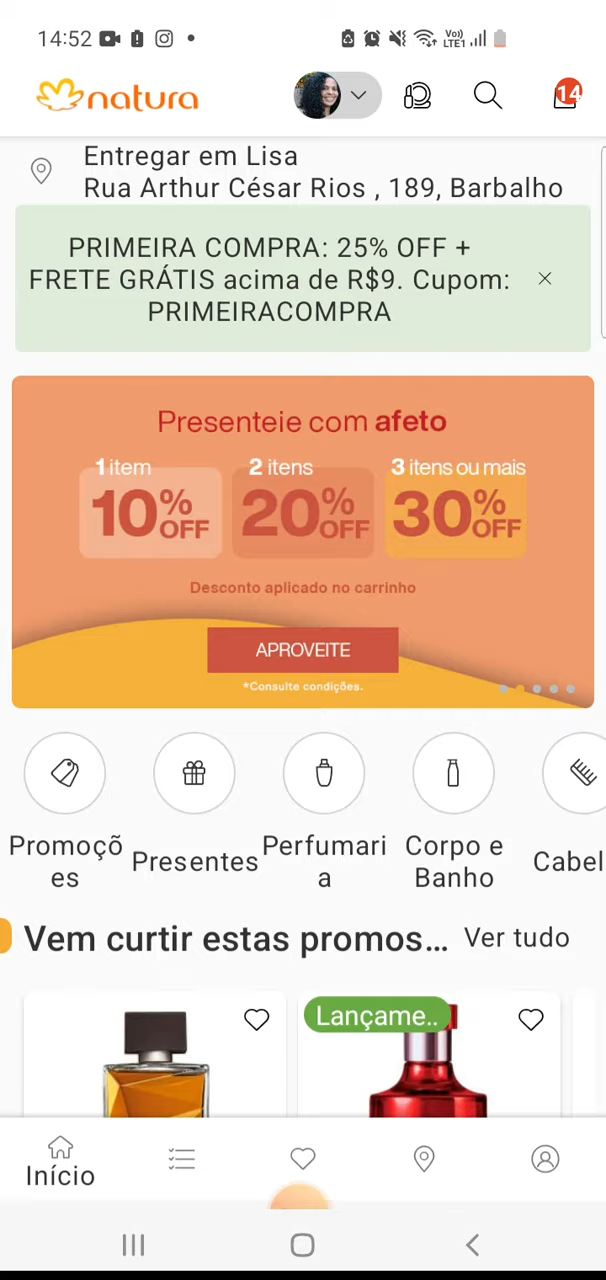 14:52
Vo))
LTE1
natura
14
Entregar em Lisa
Rua Arthur César Rios , 189, Barbalho
PRIMEIRA COMPRA: 25% OFF +
FRETE GRÁTIS acima de R$9. Cupom:
PRIMEIRACOMPRA
Presenteie com afeto
1 item 2 itens 3 itens ou mais
10% OFF 20% OFF 30% OFF
Desconto aplicado no carrinho
APROVEITE
*Consulte condições.
Promoçõ
es
Presentes
Perfumari
a
Corpo e
Banho
Cabel
Vem curtir estas promos... Ver tudo
Lançame..
Início